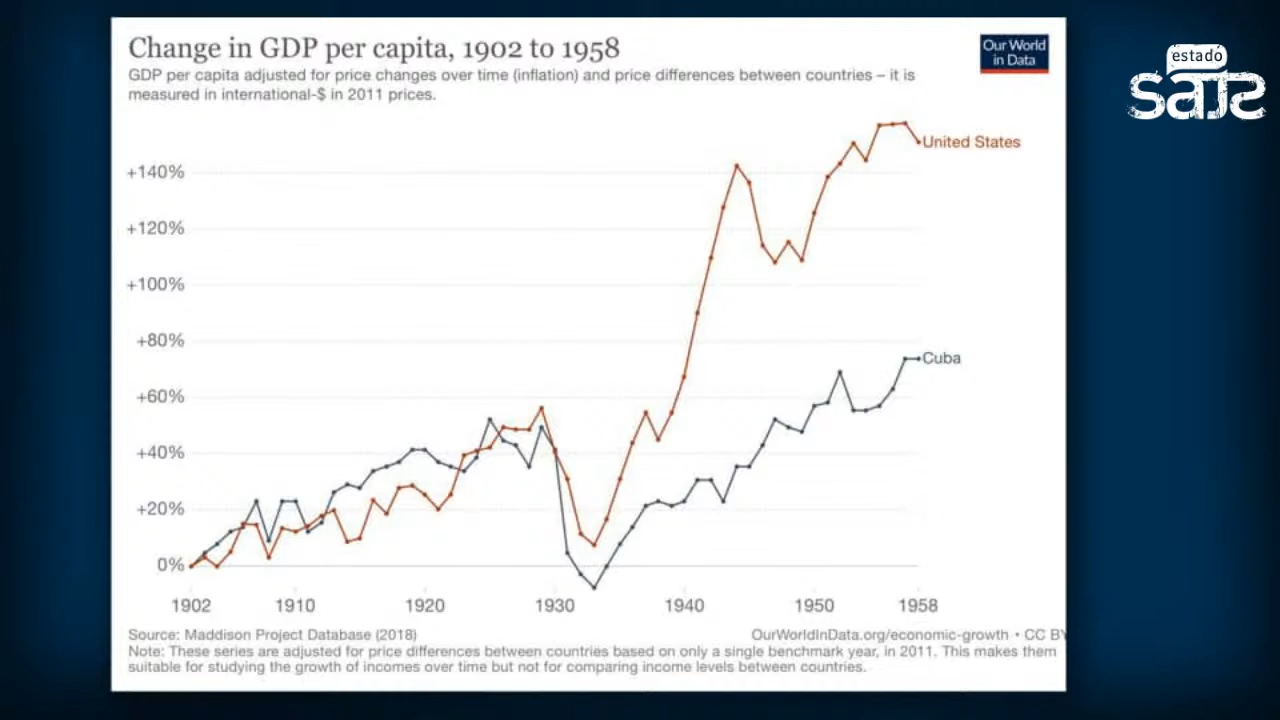 Change in GDP per capita, 1902 to 1958
GDP per capita adjusted for price changes over time (inflation) and price differences between countries – it is
measured in international-$ in 2011 prices.
Our World
in Data
estado
sats
+140%
+120%
+100%
+80%
+60%
+40%
+20%
0%
United States
Cuba
1902 1910 1920 1930 1940 1950 1958
Source: Maddison Project Database (2018) OurWorldInData.org/economic-growth • CC BY
Note: These series are adjusted for price differences between countries based on only a single benchmark year, in 2011. This makes them
suitable for studying the growth of incomes over time but not for comparing income levels between countries.